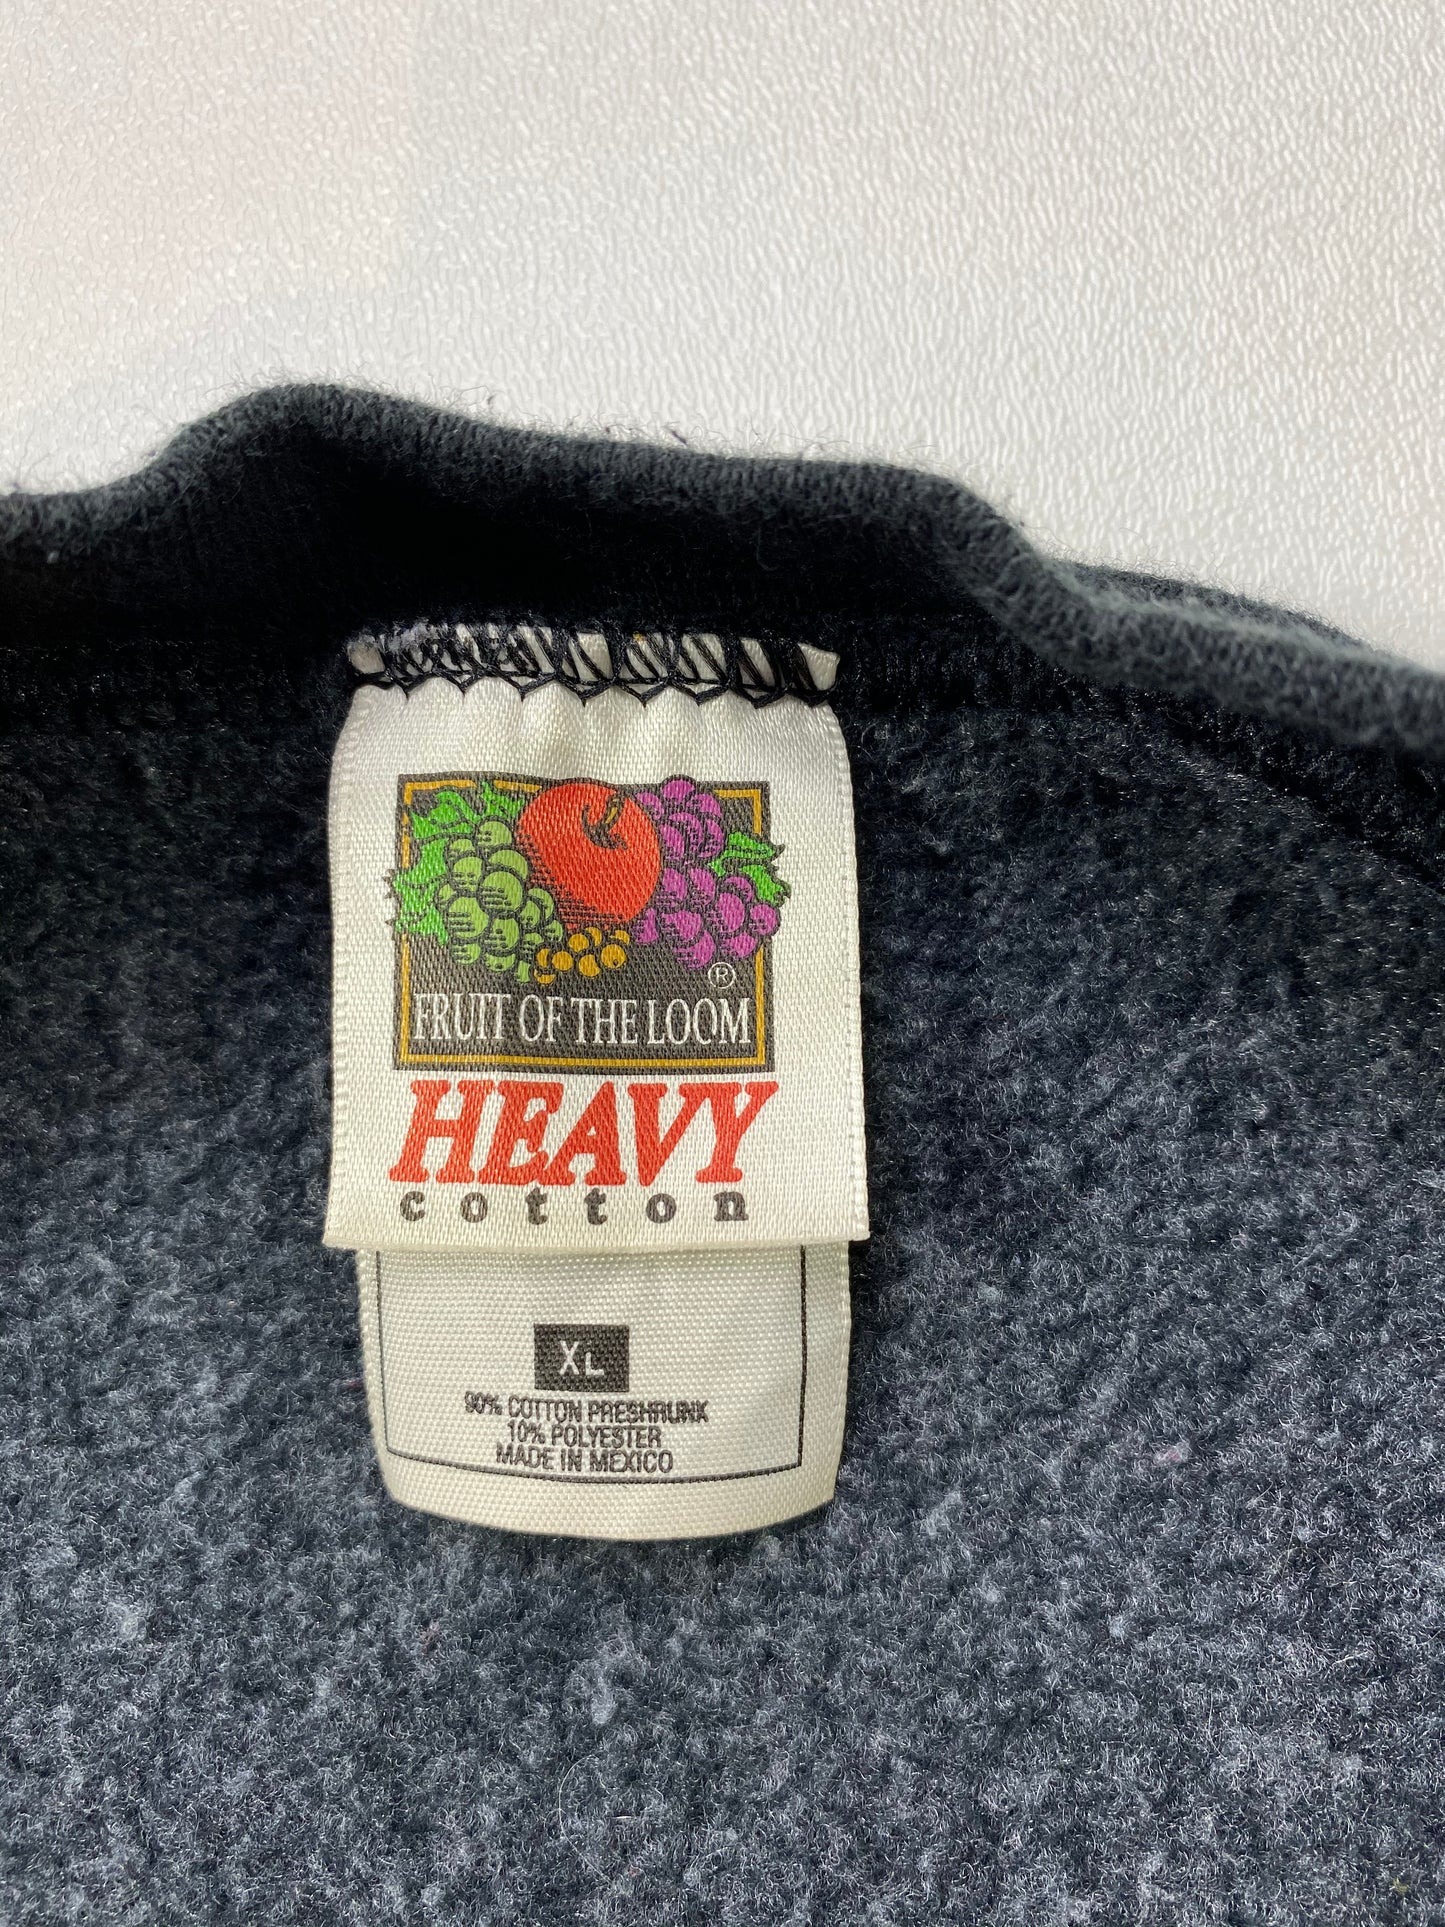 ®
FRUIT OF THE LOOM
HEAVY
cotton
XL
90% COTTON PRESHRUNK
10% POLYESTER
MADE IN MEXICO